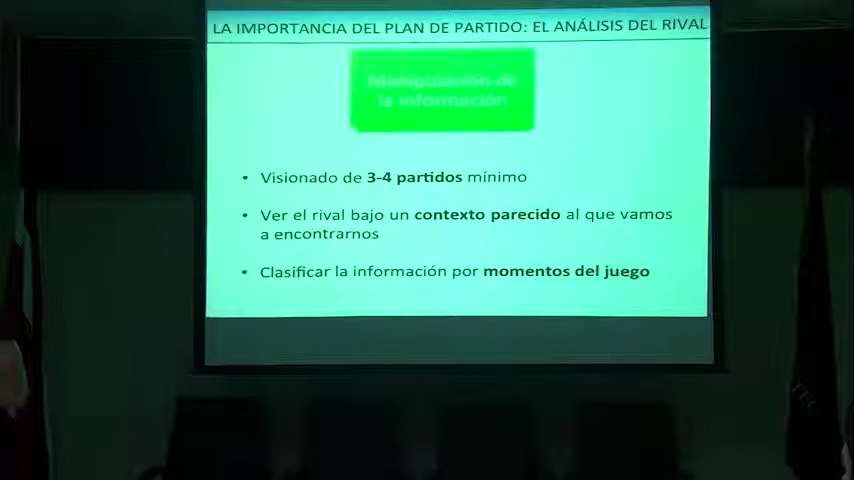 LA IMPORTANCIA DEL PLAN DE PARTIDO: EL ANÁLISIS DEL RIVAL
Manipulación de
la información
• Visionado de 3-4 partidos mínimo
• Ver el rival bajo un contexto parecido al que vamos
a encontrarnos
• Clasificar la información por momentos del juego